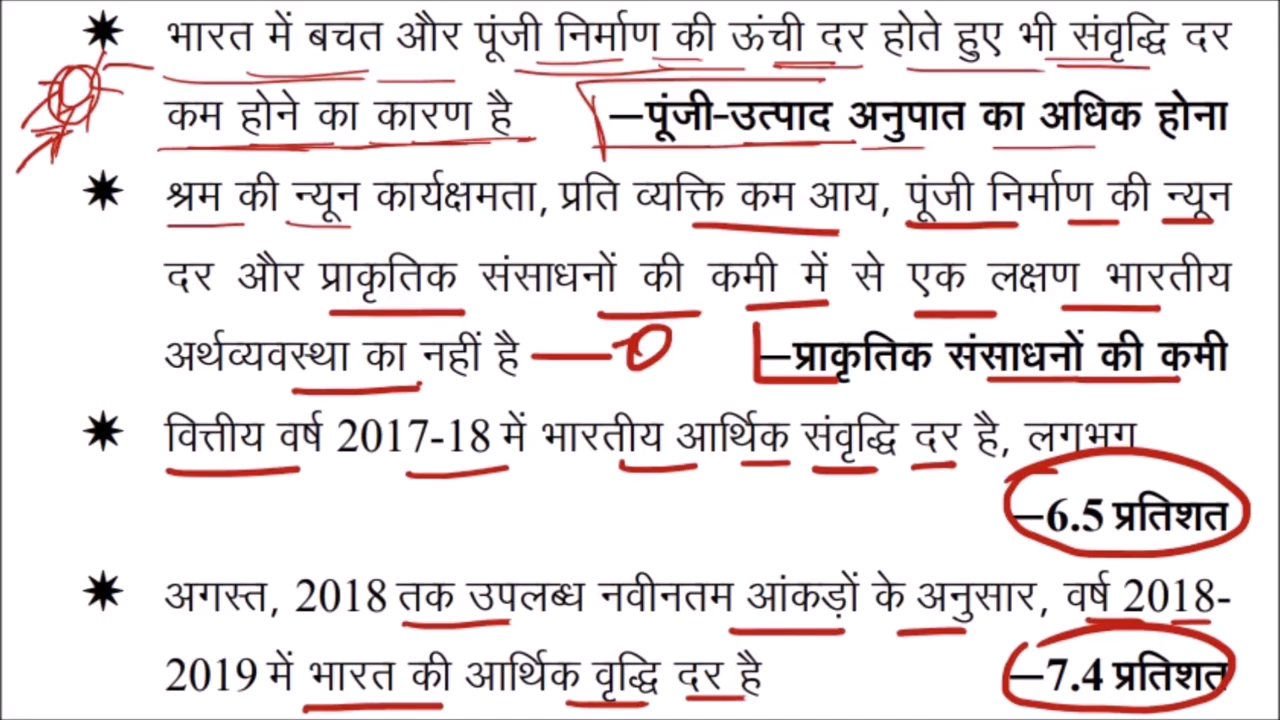 ✷ भारत में बचत और पूंजी निर्माण की ऊंची दर होते हुए भी संवृद्धि दर
कम होने का कारण है —पूंजी-उत्पाद अनुपात का अधिक होना
✷ श्रम की न्यून कार्यक्षमता, प्रति व्यक्ति कम आय, पूंजी निर्माण की न्यून
दर और प्राकृतिक संसाधनों की कमी में से एक लक्षण भारतीय
अर्थव्यवस्था का नहीं है —प्राकृतिक संसाधनों की कमी
✷ वित्तीय वर्ष 2017-18 में भारतीय आर्थिक संवृद्धि दर है, लगभग
—6.5 प्रतिशत
✷ अगस्त, 2018 तक उपलब्ध नवीनतम आंकड़ों के अनुसार, वर्ष 2018-
2019 में भारत की आर्थिक वृद्धि दर है —7.4 प्रतिशत